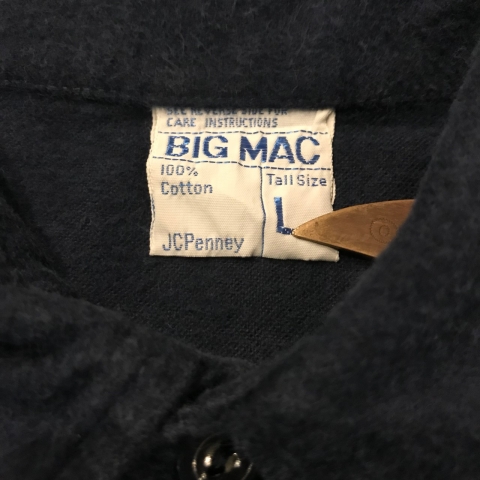 SEE REVERSE SIDE FOR
CARE INSTRUCTIONS
BIG MAC
100%
Cotton
Tall Size
L
JCPenney